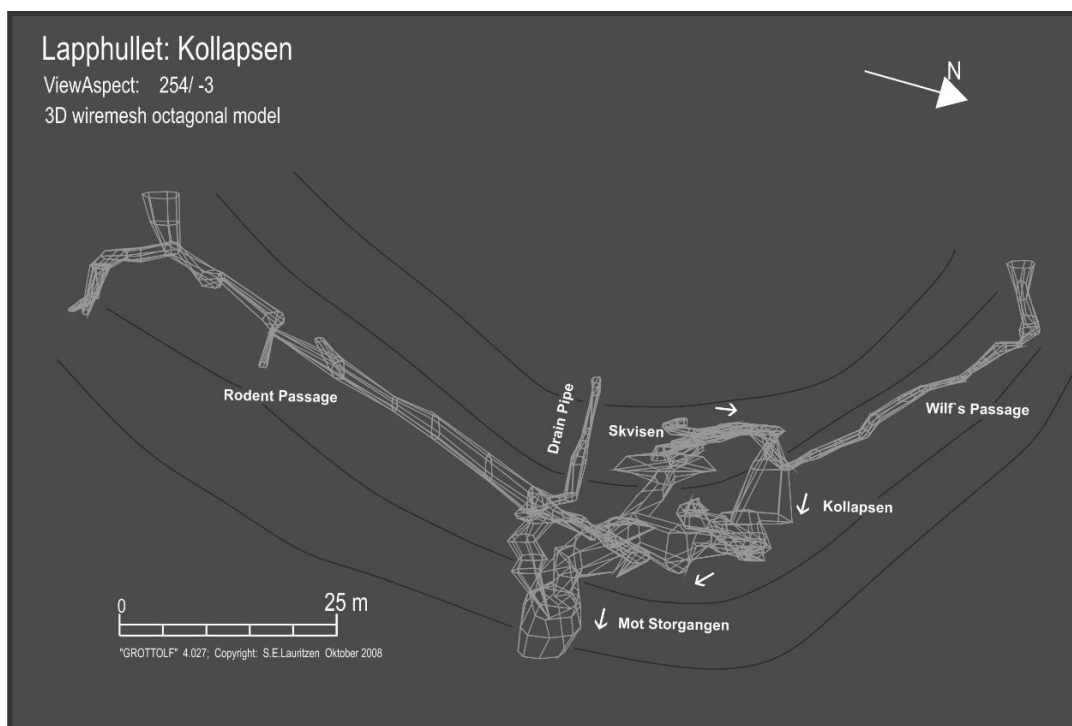 Lapphullet: Kollapsen
ViewAspect: 254/ -3
3D wiremesh octagonal model
N
Rodent Passage
Drain Pipe
Skvisen
Wilf`s Passage
Kollapsen
Mot Storgangen
0 25 m
"GROTTOLF" 4.027; Copyright: S.E.Lauritzen Oktober 2008